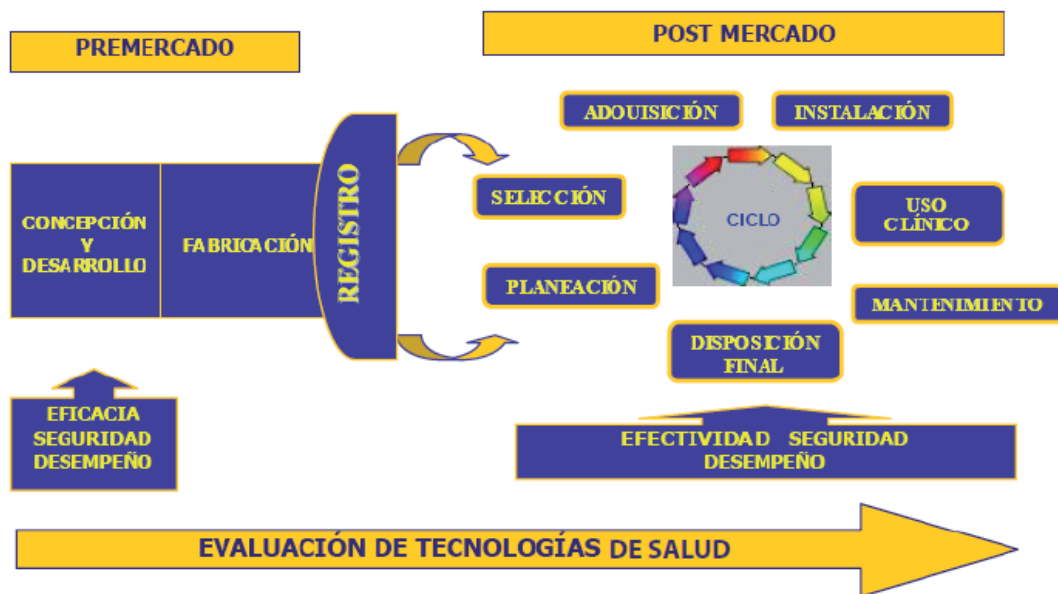 PREMERCADO
POST MERCADO
ADQUISICIÓN
INSTALACIÓN
SELECCIÓN
CICLO
USO
CLÍNICO
CONCEPCIÓN
Y
DESARROLLO
FABRICACIÓN
REGISTRO
PLANEACIÓN
MANTENIMIENTO
DISPOSICIÓN
FINAL
EFICACIA
SEGURIDAD
DESEMPEÑO
EFECTIVIDAD SEGURIDAD
DESEMPEÑO
EVALUACIÓN DE TECNOLOGÍAS DE SALUD